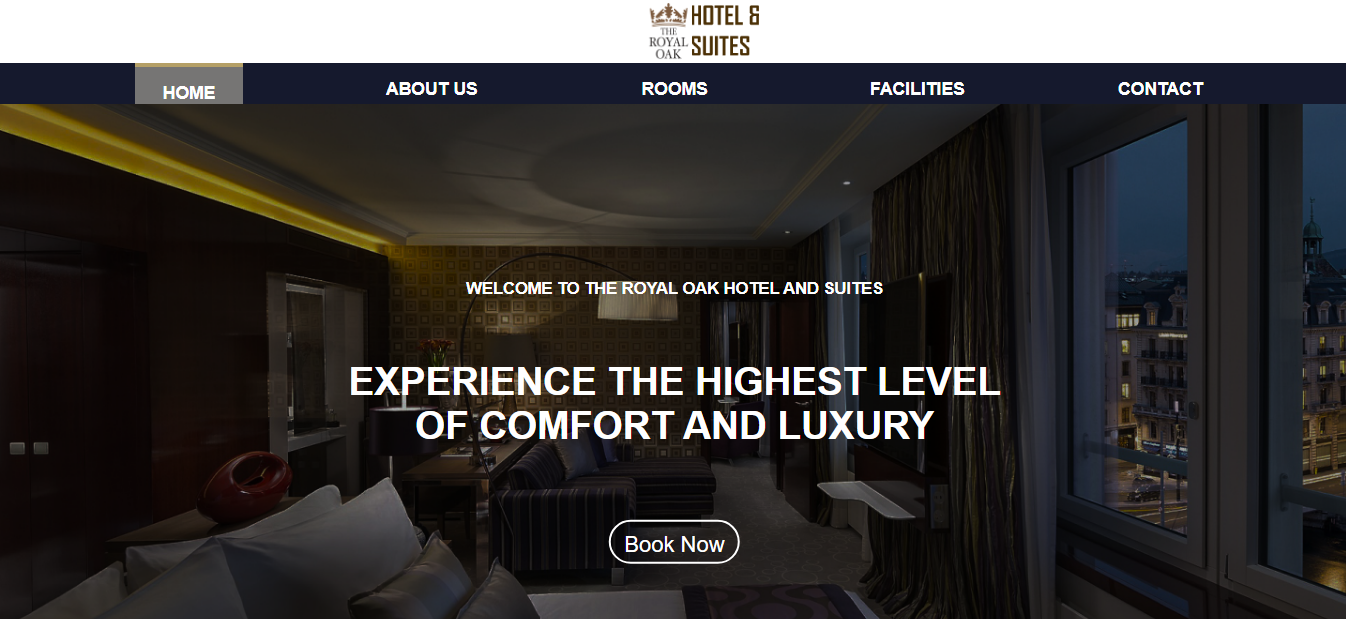 HOTEL &
SUITES
THE
ROYAL
OAK
HOME
ABOUT US
ROOMS
FACILITIES
CONTACT
WELCOME TO THE ROYAL OAK HOTEL AND SUITES
EXPERIENCE THE HIGHEST LEVEL
OF COMFORT AND LUXURY
Book Now